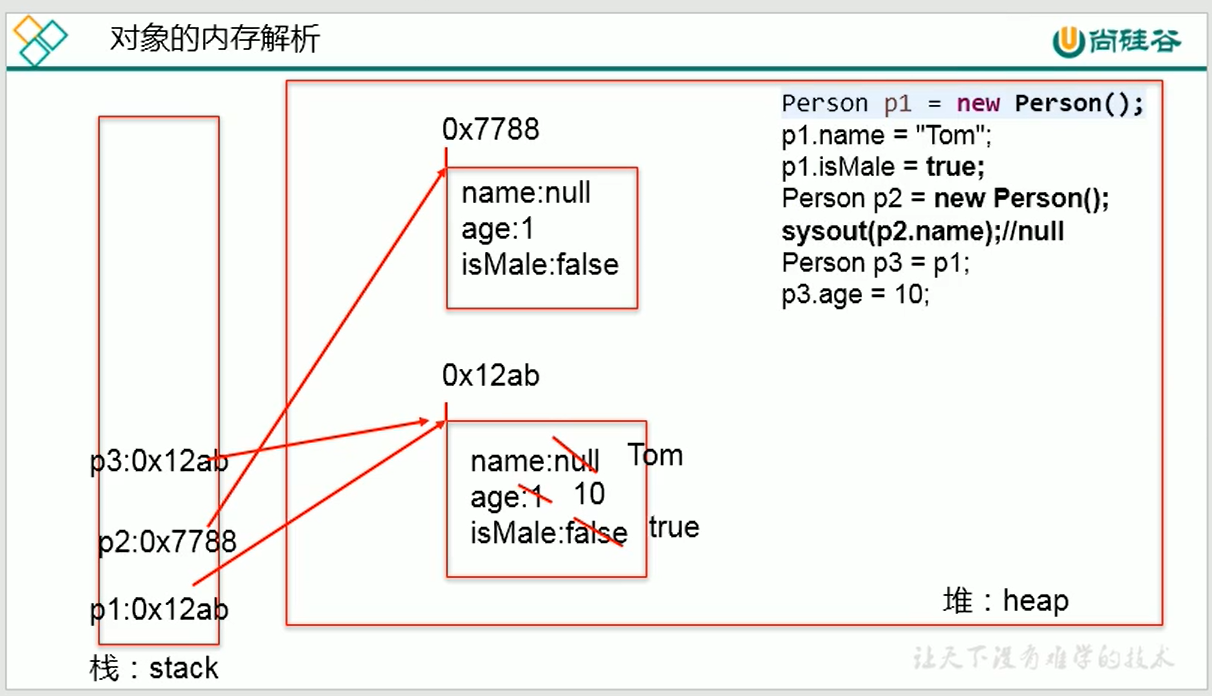 对象的内存解析
尚硅谷
0x7788
name:null
age:1
isMale:false
0x12ab
name:null Tom
age:1 10
isMale:false true
p3:0x12ab
p2:0x7788
p1:0x12ab
栈：stack
Person p1 = new Person();
p1.name = "Tom";
p1.isMale = true;
Person p2 = new Person();
sysout(p2.name);//null
Person p3 = p1;
p3.age = 10;
堆：heap
让天下没有难学的技术